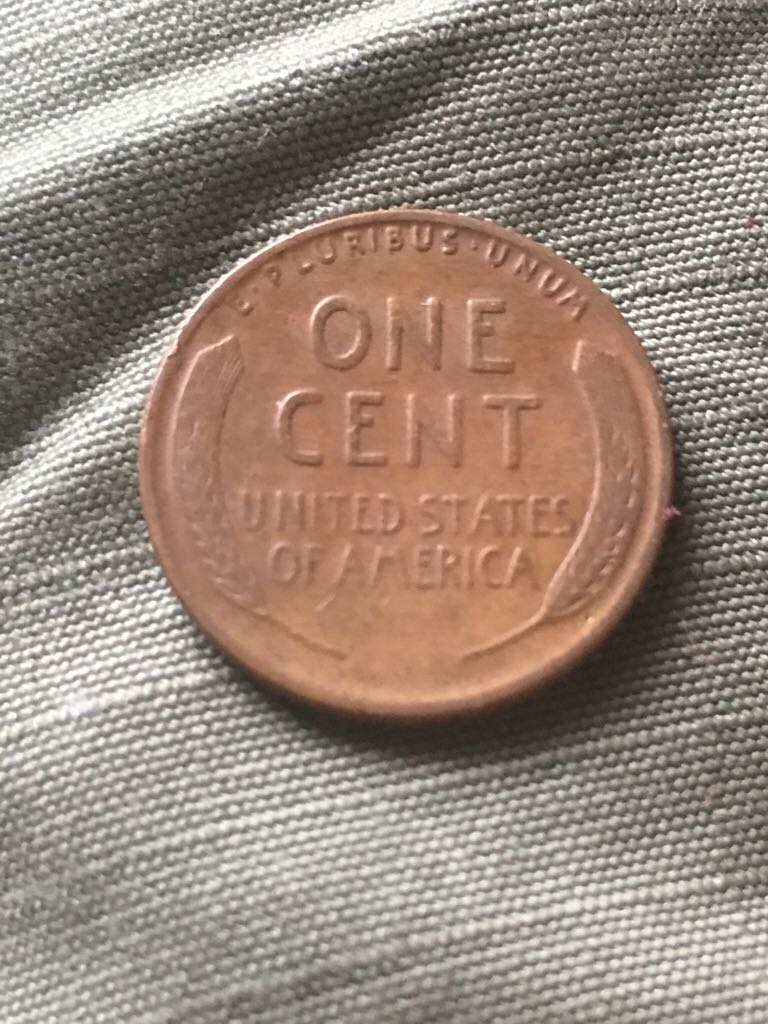 E·PLURIBUS·UNUM
ONE
CENT
UNITED STATES
OF AMERICA